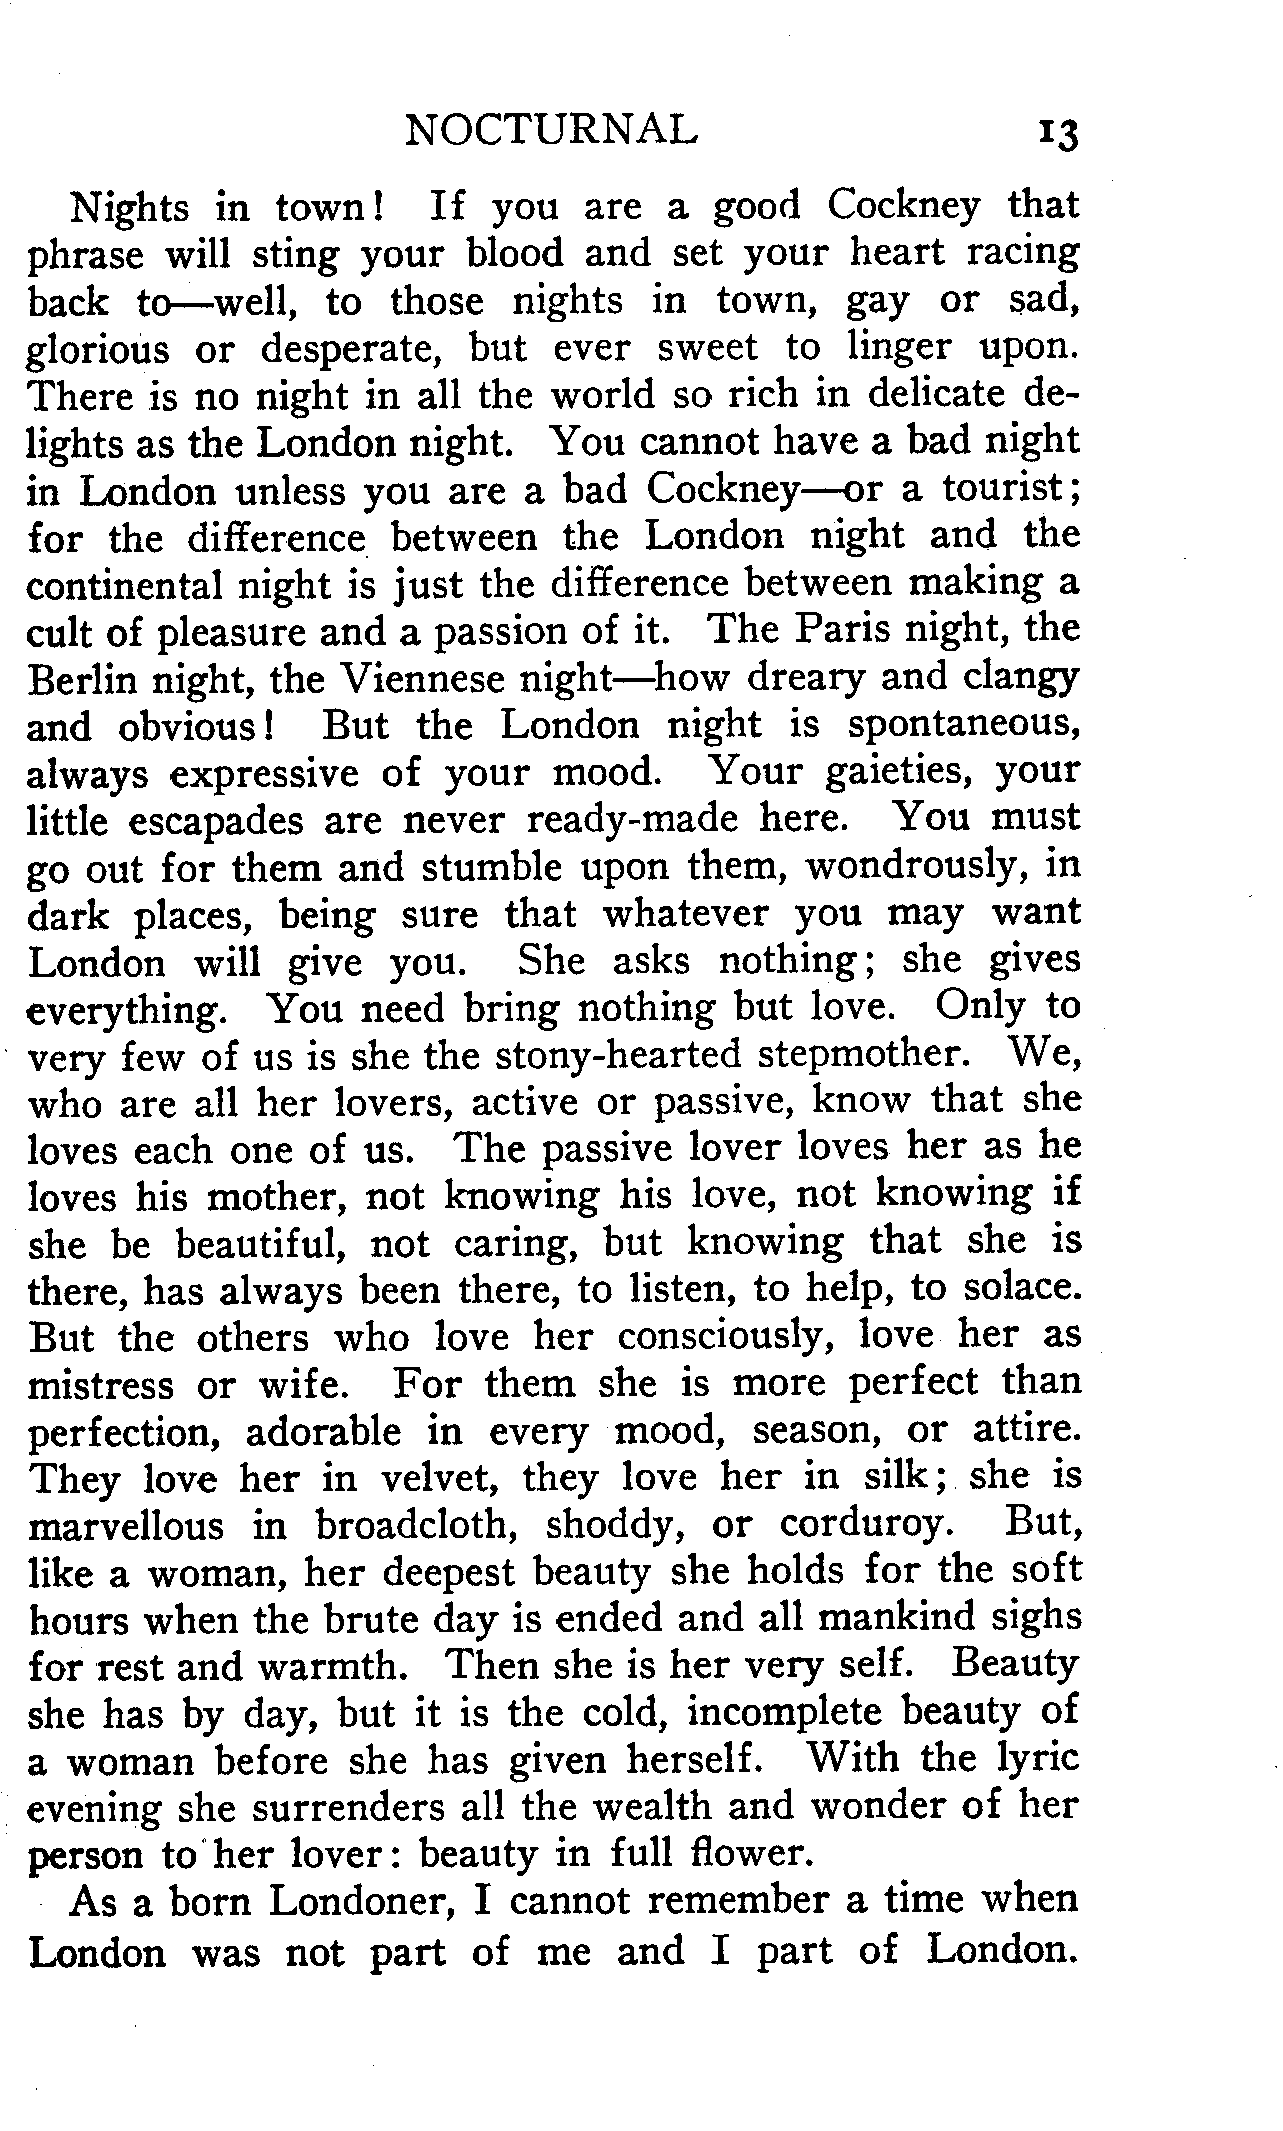 NOCTURNAL 13
Nights in town! If you are a good Cockney that
phrase will sting your blood and set your heart racing
back to—well, to those nights in town, gay or sad,
glorious or desperate, but ever sweet to linger upon.
There is no night in all the world so rich in delicate de-
lights as the London night. You cannot have a bad night
in London unless you are a bad Cockney—or a tourist;
for the difference between the London night and the
continental night is just the difference between making a
cult of pleasure and a passion of it. The Paris night, the
Berlin night, the Viennese night—how dreary and clangy
and obvious! But the London night is spontaneous,
always expressive of your mood. Your gaieties, your
little escapades are never ready-made here. You must
go out for them and stumble upon them, wondrously, in
dark places, being sure that whatever you may want
London will give you. She asks nothing; she gives
everything. You need bring nothing but love. Only to
very few of us is she the stony-hearted stepmother. We,
who are all her lovers, active or passive, know that she
loves each one of us. The passive lover loves her as he
loves his mother, not knowing his love, not knowing if
she be beautiful, not caring, but knowing that she is
there, has always been there, to listen, to help, to solace.
But the others who love her consciously, love her as
mistress or wife. For them she is more perfect than
perfection, adorable in every mood, season, or attire.
They love her in velvet, they love her in silk; she is
marvellous in broadcloth, shoddy, or corduroy. But,
like a woman, her deepest beauty she holds for the soft
hours when the brute day is ended and all mankind sighs
for rest and warmth. Then she is her very self. Beauty
she has by day, but it is the cold, incomplete beauty of
a woman before she has given herself. With the lyric
evening she surrenders all the wealth and wonder of her
person to her lover: beauty in full flower.
As a born Londoner, I cannot remember a time when
London was not part of me and I part of London.